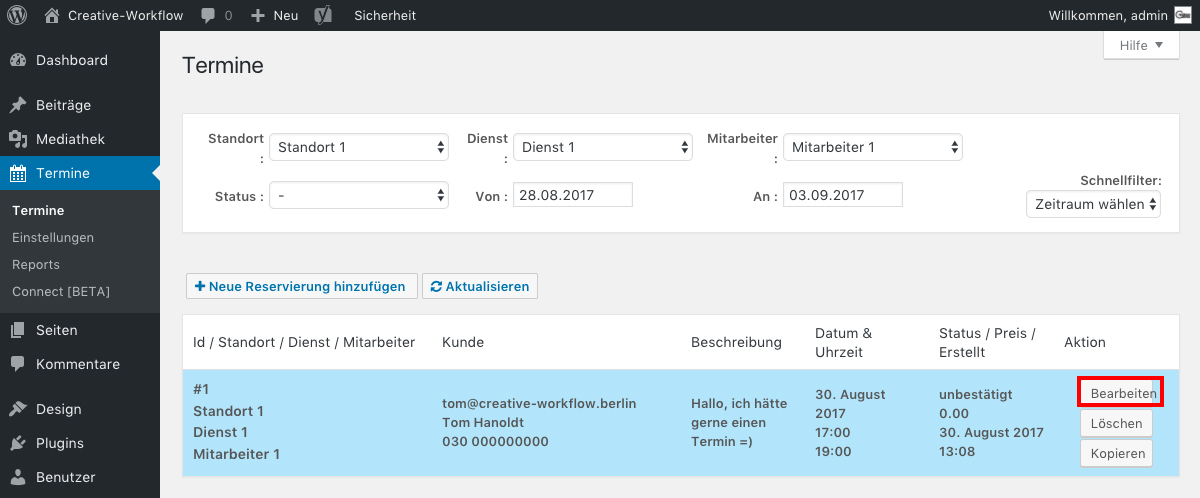 Creative-Workflow 0 Neu Sicherheit Willkommen, admin
Hilfe
Dashboard
Beiträge
Mediathek
Termine
Termine
Einstellungen
Reports
Connect [BETA]
Seiten
Kommentare
Design
Plugins
Benutzer
Termine
Standort : Standort 1 Dienst : Dienst 1 Mitarbeiter : Mitarbeiter 1
Status : - Von : 28.08.2017 An : 03.09.2017
Schnellfilter:
Zeitraum wählen
Neue Reservierung hinzufügen Aktualisieren
Id / Standort / Dienst / Mitarbeiter
Kunde
Beschreibung
Datum &
Uhrzeit
Status / Preis /
Erstellt
Aktion
#1
Standort 1
Dienst 1
Mitarbeiter 1
tom@creative-workflow.berlin
Tom Hanoldt
030 000000000
Hallo, ich hätte
gerne einen
Termin =)
30. August
2017
17:00
19:00
unbestätigt
0.00
30. August 2017
13:08
Bearbeiten
Löschen
Kopieren